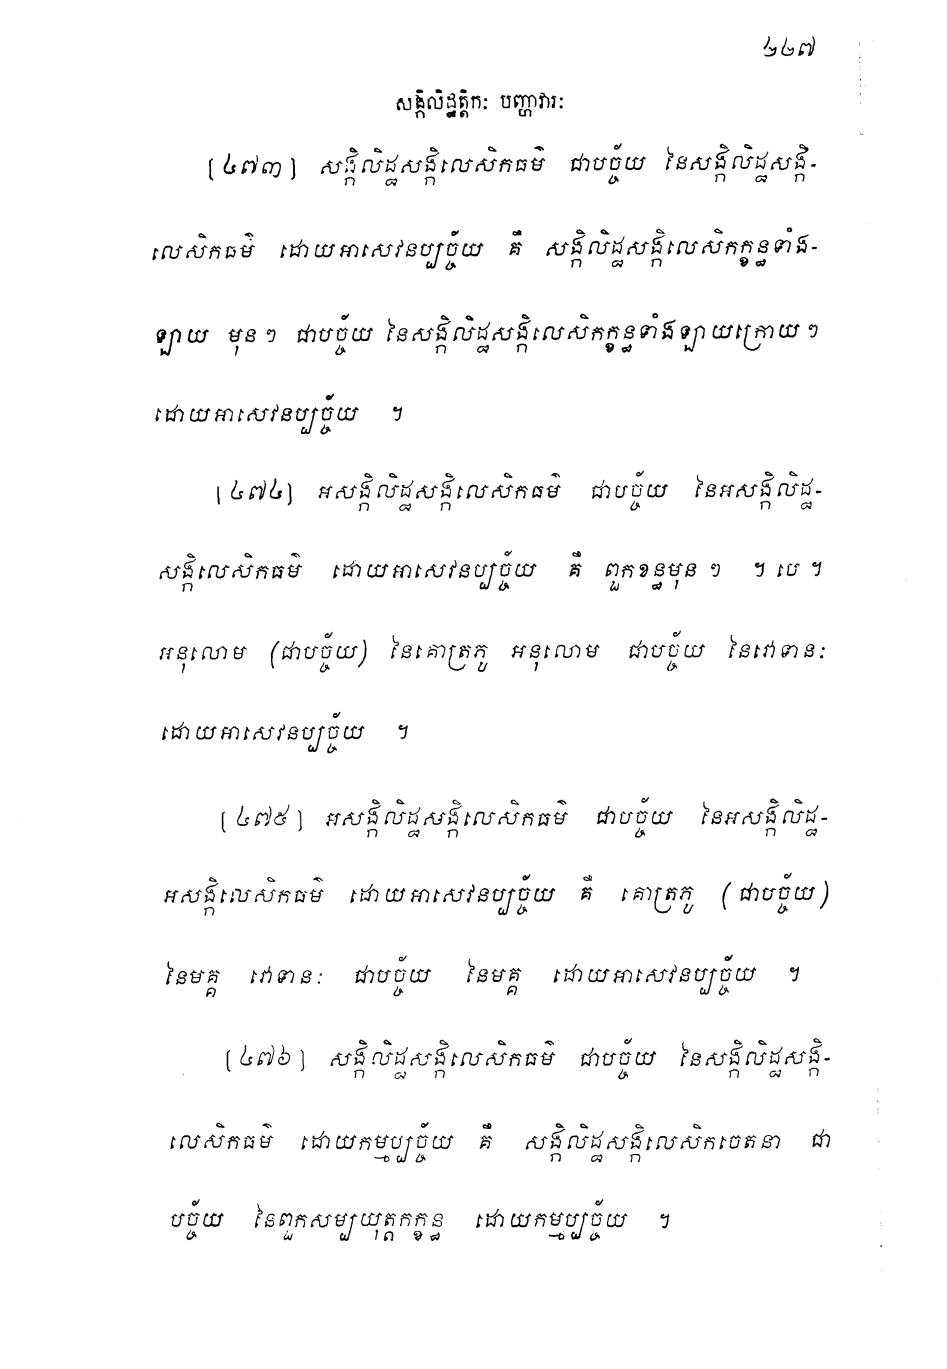 ៤៤៧
សង្កិលិដ្ឋត្តិកៈ បញ្ហាវារៈ
[៤៧៣] សង្កិលិដ្ឋសង្កិលេសិកធម៌ ជាបច្ច័យ នៃសង្កិលិដ្ឋសង្កិ-
លេសិកធម៌ ដោយអាសេវនប្បច្ច័យ គឺ សង្កិលិដ្ឋសង្កិលេសិកក្ខន្ធទាំង-
ឡាយ មុនៗ ជាបច្ច័យ នៃសង្កិលិដ្ឋសង្កិលេសិកក្ខន្ធទាំងឡាយក្រោយៗ
ដោយអាសេវនប្បច្ច័យ ។
[៤៧៤] អសង្កិលិដ្ឋសង្កិលេសិកធម៌ ជាបច្ច័យ នៃអសង្កិលិដ្ឋ-
សង្កិលេសិកធម៌ ដោយអាសេវនប្បច្ច័យ គឺ ពួកខន្ធមុនៗ ។ បេ ។
អនុលោម (ជាបច្ច័យ) នៃគោត្រភូ អនុលោម ជាបច្ច័យ នៃវោទានៈ
ដោយអាសេវនប្បច្ច័យ ។
[៤៧៥] អសង្កិលិដ្ឋសង្កិលេសិកធម៌ ជាបច្ច័យ នៃអសង្កិលិដ្ឋ-
អសង្កិលេសិកធម៌ ដោយអាសេវនប្បច្ច័យ គឺ គោត្រភូ (ជាបច្ច័យ)
នៃមគ្គ វោទានៈ ជាបច្ច័យ នៃមគ្គ ដោយអាសេវនប្បច្ច័យ ។
[៤៧៦] សង្កិលិដ្ឋសង្កិលេសិកធម៌ ជាបច្ច័យ នៃសង្កិលិដ្ឋសង្កិ-
លេសិកធម៌ ដោយកម្មប្បច្ច័យ គឺ សង្កិលិដ្ឋសង្កិលេសិកចេតនា ជា
បច្ច័យ នៃពួកសម្បយុត្តកក្ខន្ធ ដោយកម្មប្បច្ច័យ ។